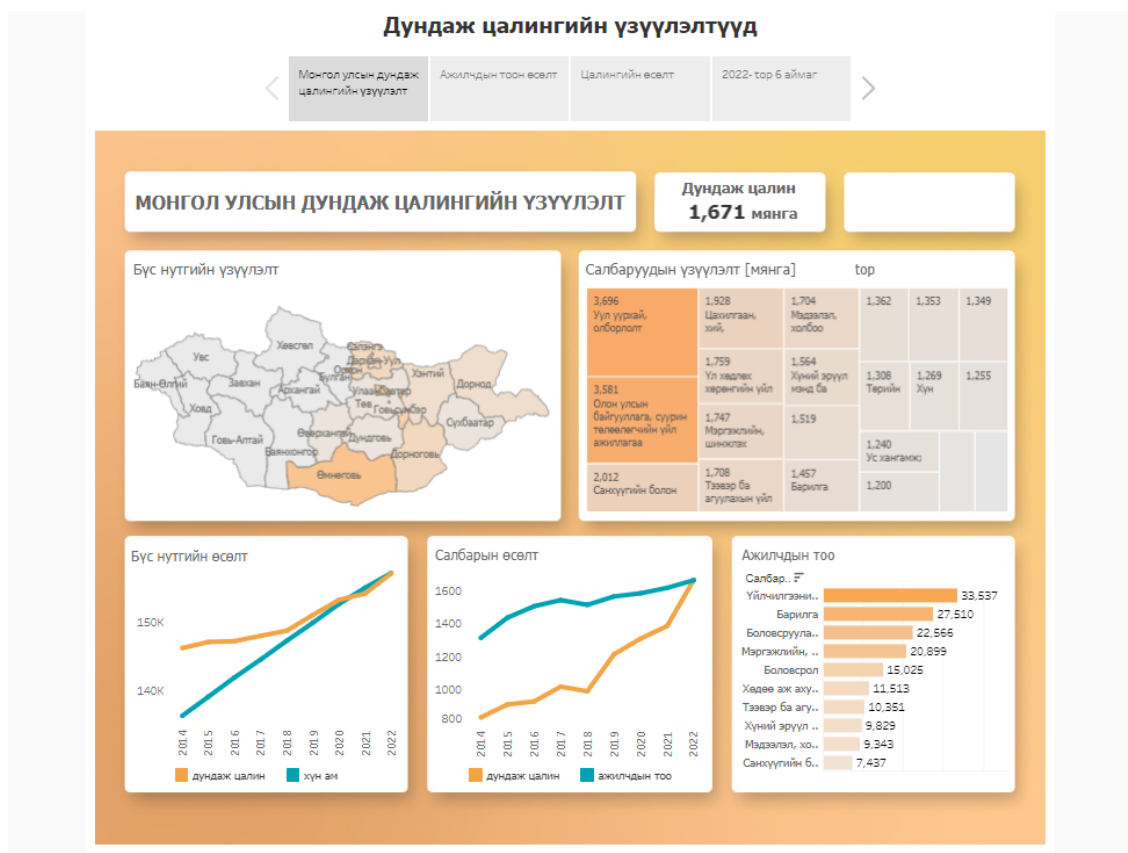 Дундаж цалингийн үзүүлэлтүүд
Монгол улсын дундаж
цалингийн үзүүлэлт
Ажилчдын тоон өсөлт
Цалингийн өсөлт
2022- top 6 аймаг
МОНГОЛ УЛСЫН ДУНДАЖ ЦАЛИНГИЙН ҮЗҮҮЛЭЛТ
Дундаж цалин
1,671 мянга
Бүс нутгийн үзүүлэлт
Увс
Хөвсгөл
Сэлэнгэ
Дархан-Уул
Орхон
Булган
Хэнтий
Дорнод
Баян-Өлгий
Завхан
Архангай
Улаанбаатар
Төв
Говьсүмбэр
Ховд
Сүхбаатар
Говь-Алтай
Өвөрхангай
Дундговь
Баянхонгор
Дорноговь
Өмнөговь
Салбаруудын үзүүлэлт [мянга] top
3,696
Уул уурхай,
олборлолт
3,581
Олон улсын
байгууллага, суурин
төлөөлөгчийн үйл
ажиллагаа
2,012
Санхүүгийн болон
1,928
Цахилгаан,
хий,
1,759
Үл хөдлөх
хөрөнгийн үйл
1,747
Мэргэжлийн,
шинжлэх
1,708
Тээвэр ба
агуулахын үйл
1,704
Мэдээлэл,
холбоо
1,564
Хүний эрүүл
мэнд ба
1,519
1,457
Барилга
1,362
1,353
1,349
1,308
Төрийн
1,269
Хүн
1,255
1,240
Ус хангамж;
1,200
Бүс нутгийн өсөлт
150K
140K
2014
2015
2016
2017
2018
2019
2020
2021
2022
дундаж цалин
хүн ам
Салбарын өсөлт
1600
1400
1200
1000
800
2014
2015
2016
2017
2018
2019
2020
2021
2022
дундаж цалин
ажилчдын тоо
Ажилчдын тоо
Салбар..
Үйлчилгээни.. 33,537
Барилга 27,510
Боловсруула.. 22,566
Мэргэжлийн, .. 20,899
Боловсрол 15,025
Хөдөө аж аху.. 11,513
Тээвэр ба агу.. 10,351
Хүний эрүүл .. 9,829
Мэдээлэл, хо.. 9,343
Санхүүгийн б.. 7,437